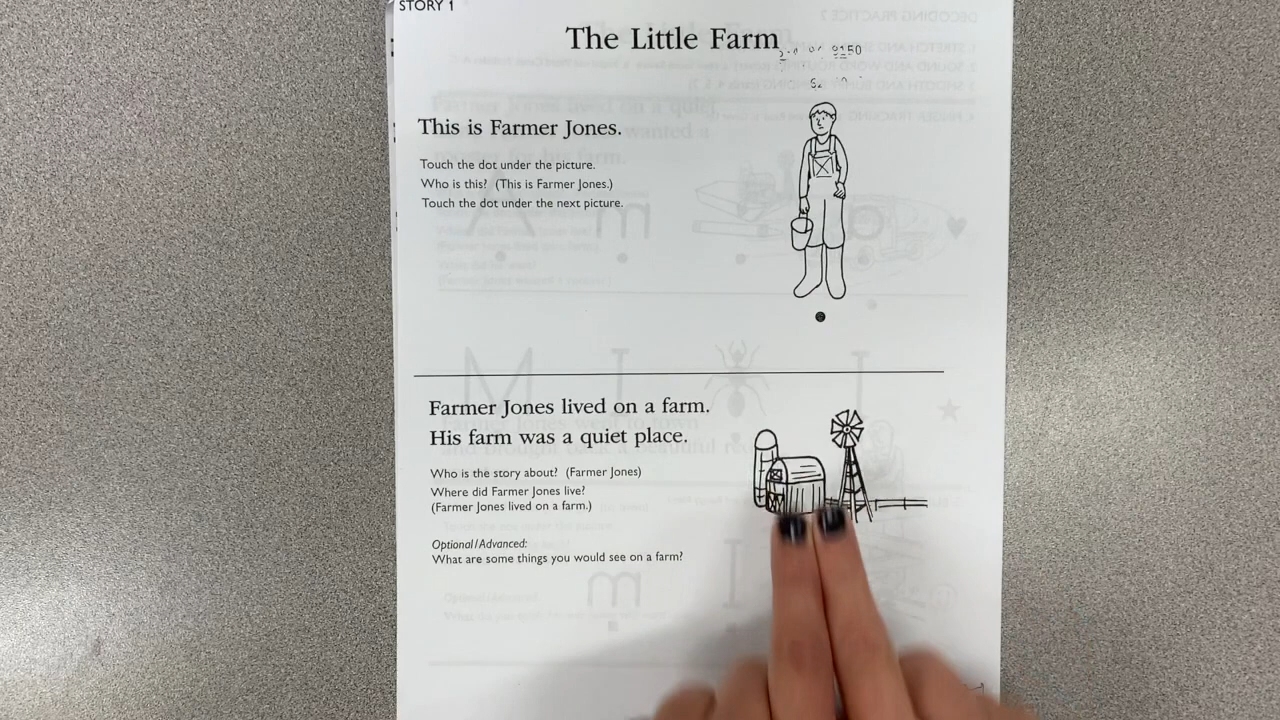 STORY 1
The Little Farm
This is Farmer Jones.
Touch the dot under the picture.
Who is this? (This is Farmer Jones.)
Touch the dot under the next picture.
Farmer Jones lived on a farm.
His farm was a quiet place.
Who is the story about? (Farmer Jones)
Where did Farmer Jones live?
(Farmer Jones lived on a farm.)
Optional/Advanced:
What are some things you would see on a farm?